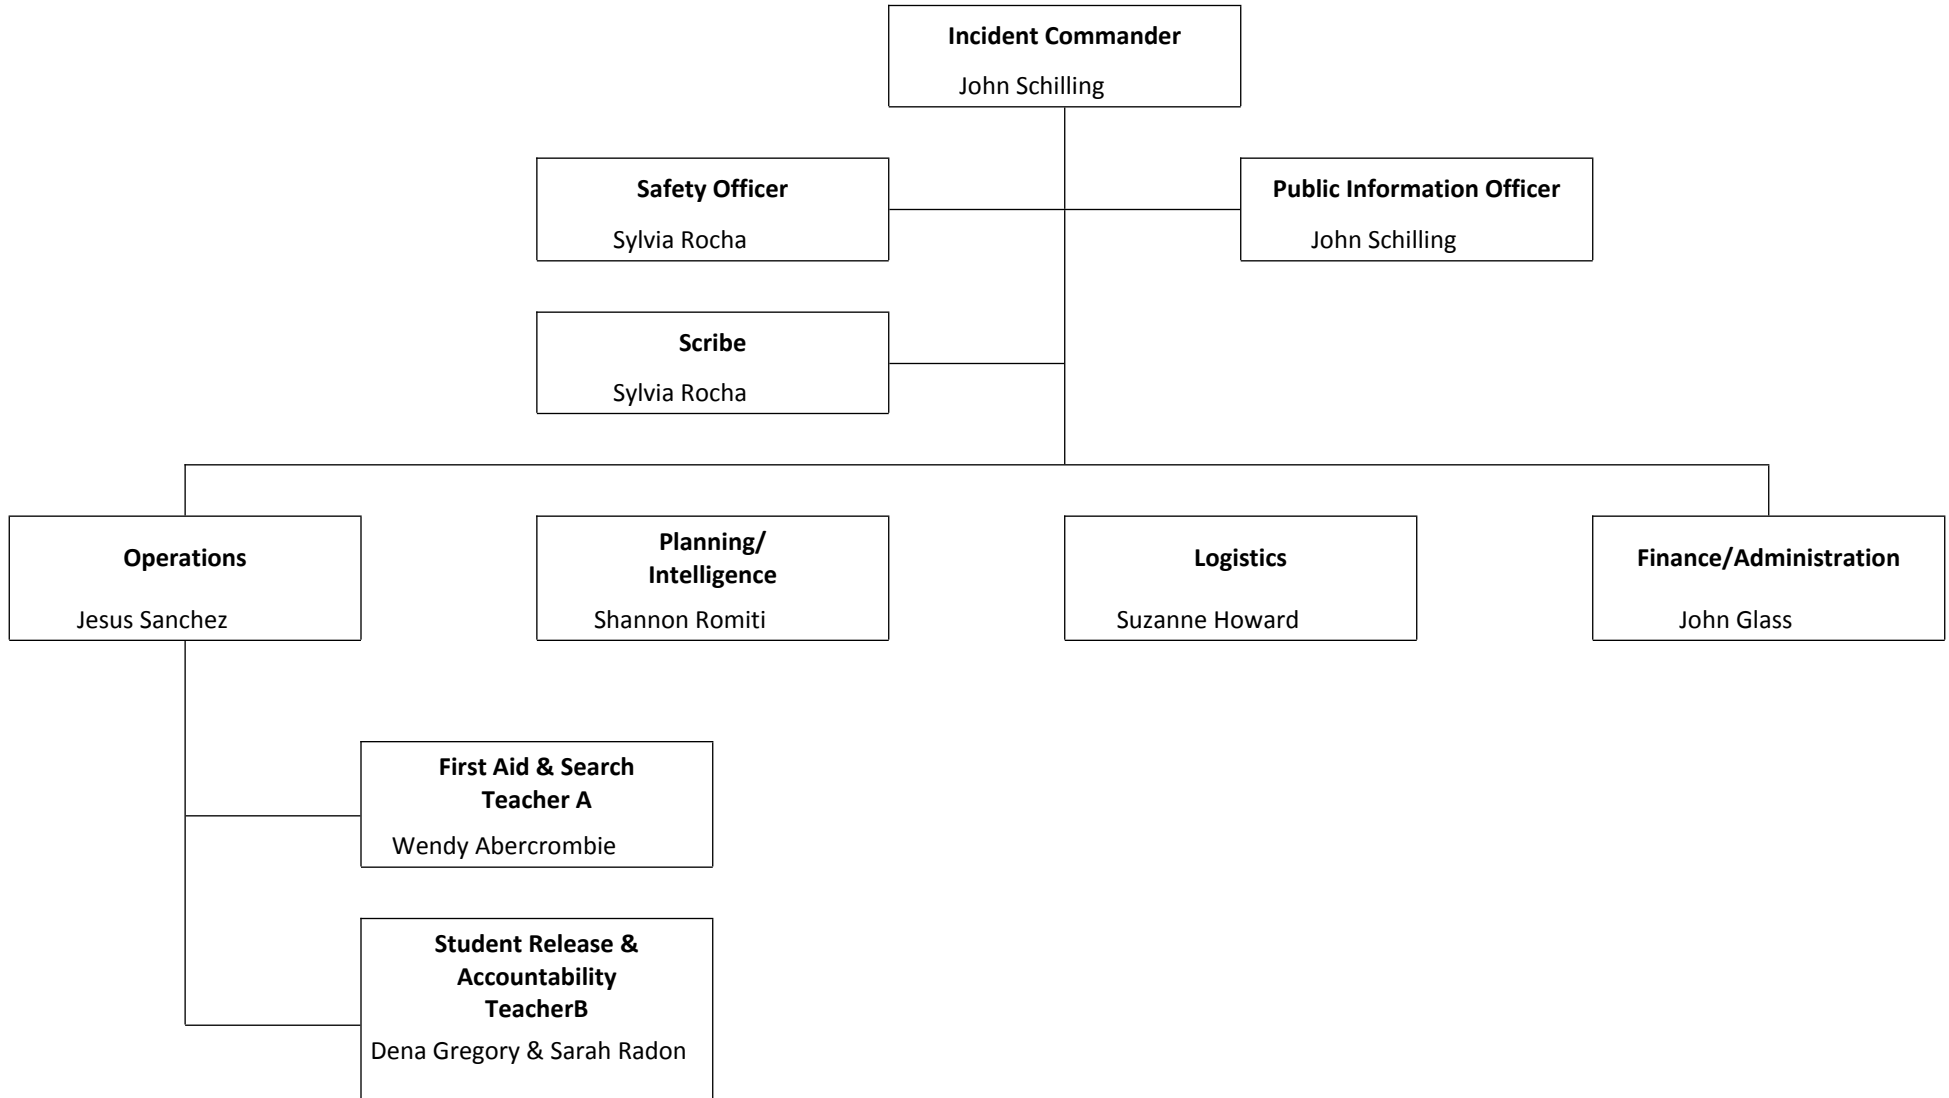 Incident Commander
John Schilling
Safety Officer
Sylvia Rocha
Public Information Officer
John Schilling
Scribe
Sylvia Rocha
Operations
Jesus Sanchez
Planning/
Intelligence
Shannon Romiti
Logistics
Suzanne Howard
Finance/Administration
John Glass
First Aid & Search
Teacher A
Wendy Abercrombie
Student Release &
Accountability
TeacherB
Dena Gregory & Sarah Radon